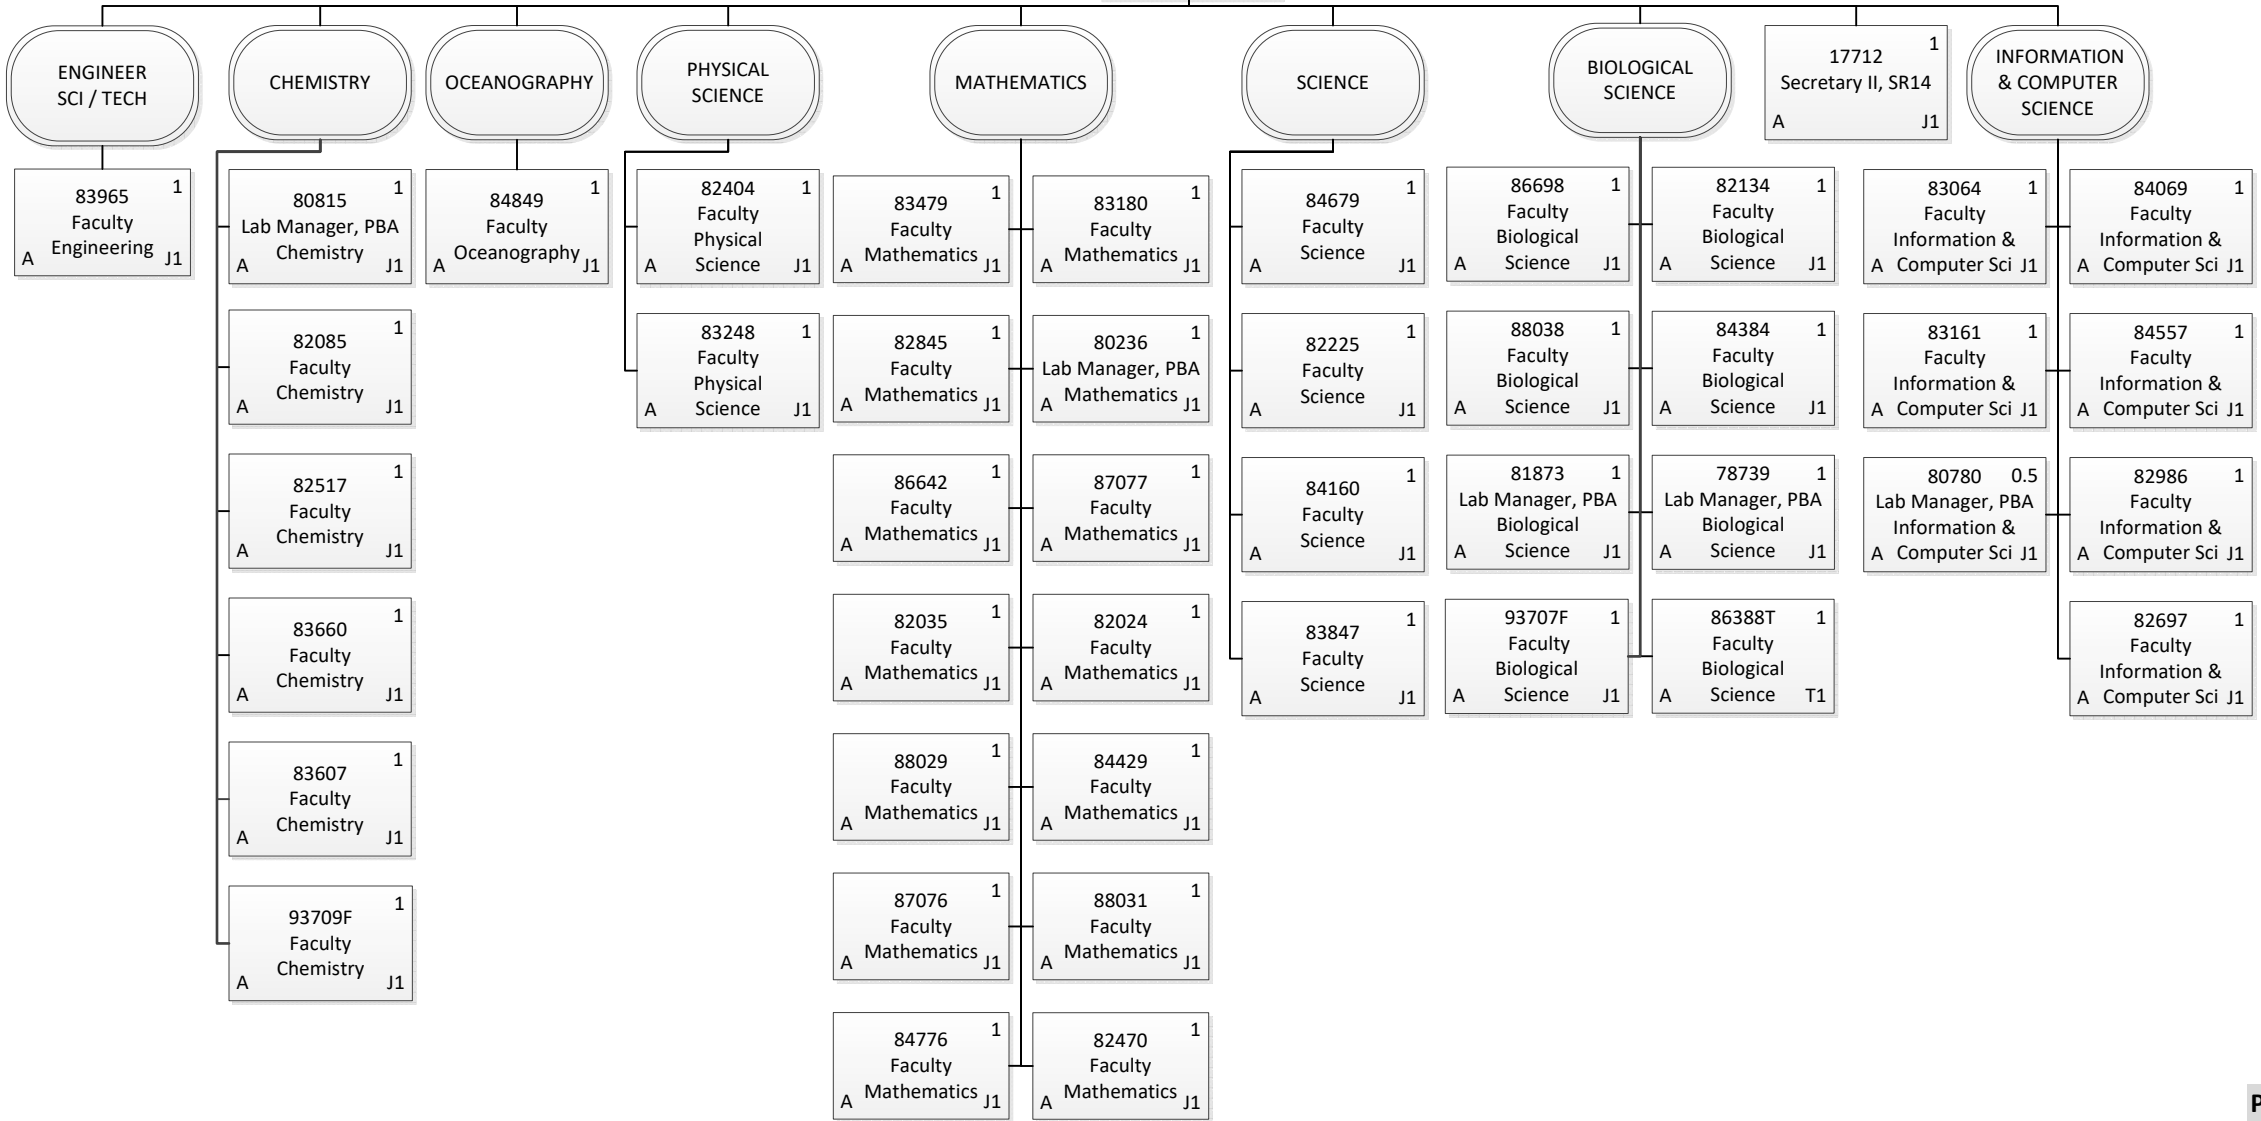 ENGINEER
SCI / TECH
83965 1
Faculty
Engineering
A J1
CHEMISTRY
80815 1
Lab Manager, PBA
Chemistry
A J1
82085 1
Faculty
Chemistry
A J1
82517 1
Faculty
Chemistry
A J1
83660 1
Faculty
Chemistry
A J1
83607 1
Faculty
Chemistry
A J1
93709F 1
Faculty
Chemistry
A J1
OCEANOGRAPHY
84849 1
Faculty
Oceanography
A J1
PHYSICAL
SCIENCE
82404 1
Faculty
Physical
A Science J1
83248 1
Faculty
Physical
A Science J1
MATHEMATICS
83479 1
Faculty
Mathematics
A J1
83180 1
Faculty
Mathematics
A J1
82845 1
Faculty
Mathematics
A J1
80236 1
Lab Manager, PBA
Mathematics
A J1
86642 1
Faculty
Mathematics
A J1
87077 1
Faculty
Mathematics
A J1
82035 1
Faculty
Mathematics
A J1
82024 1
Faculty
Mathematics
A J1
88029 1
Faculty
Mathematics
A J1
84429 1
Faculty
Mathematics
A J1
87076 1
Faculty
Mathematics
A J1
88031 1
Faculty
Mathematics
A J1
84776 1
Faculty
Mathematics
A J1
82470 1
Faculty
Mathematics
A J1
SCIENCE
84679 1
Faculty
Science
A J1
82225 1
Faculty
Science
A J1
84160 1
Faculty
Science
A J1
83847 1
Faculty
Science
A J1
BIOLOGICAL
SCIENCE
86698 1
Faculty
Biological
A Science J1
82134 1
Faculty
Biological
A Science J1
88038 1
Faculty
Biological
A Science J1
84384 1
Faculty
Biological
A Science J1
81873 1
Lab Manager, PBA
Biological
A Science J1
78739 1
Lab Manager, PBA
Biological
A Science J1
93707F 1
Faculty
Biological
A Science J1
86388T 1
Faculty
Biological
A Science T1
17712 1
Secretary II, SR14
A J1
INFORMATION
& COMPUTER
SCIENCE
83064 1
Faculty
Information &
A Computer Sci J1
84069 1
Faculty
Information &
A Computer Sci J1
83161 1
Faculty
Information &
A Computer Sci J1
84557 1
Faculty
Information &
A Computer Sci J1
80780 0.5
Lab Manager, PBA
Information &
A Computer Sci J1
82986 1
Faculty
Information &
A Computer Sci J1
82697 1
Faculty
Information &
A Computer Sci J1